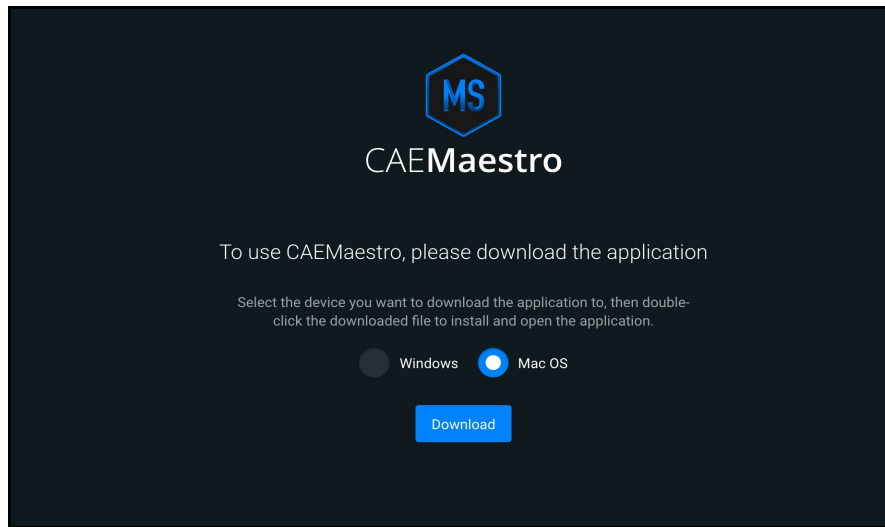 MS
CAEMaestro
To use CAEMaestro, please download the application
Select the device you want to download the application to, then double-
click the downloaded file to install and open the application.
Windows Mac OS
Download